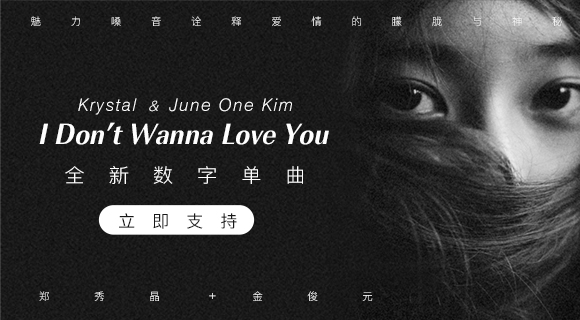 魅力嗓音诠释爱情的朦胧与神秘
Krystal & June One Kim
I Don't Wanna Love You
全新数字单曲
立即支持
郑秀晶 + 金俊元